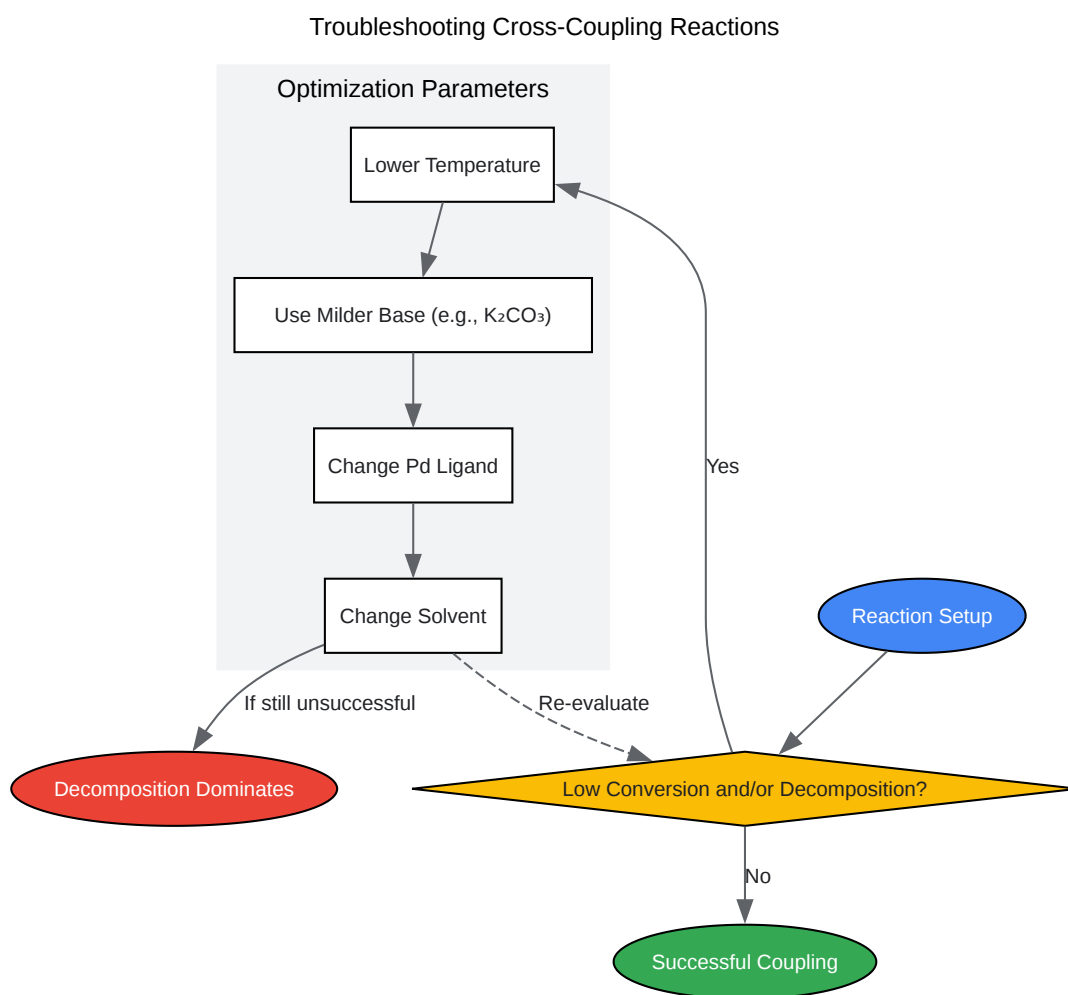 Troubleshooting Cross-Coupling Reactions
Optimization Parameters
Lower Temperature
Use Milder Base (e.g., K₂CO₃)
Change Pd Ligand
Yes
Change Solvent
Reaction Setup
If still unsuccessful
Re-evaluate
Decomposition Dominates
Low Conversion and/or Decomposition?
No
Successful Coupling